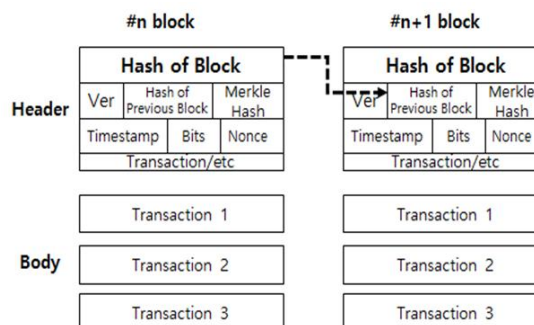 #n block #n+1 block
Hash of Block Hash of Block
Header
Ver Hash of Previous Block Merkle Hash Ver Hash of Previous Block Merkle Hash
Timestamp Bits Nonce Timestamp Bits Nonce
Transaction/etc Transaction/etc
Transaction 1 Transaction 1
Body
Transaction 2 Transaction 2
Transaction 3 Transaction 3